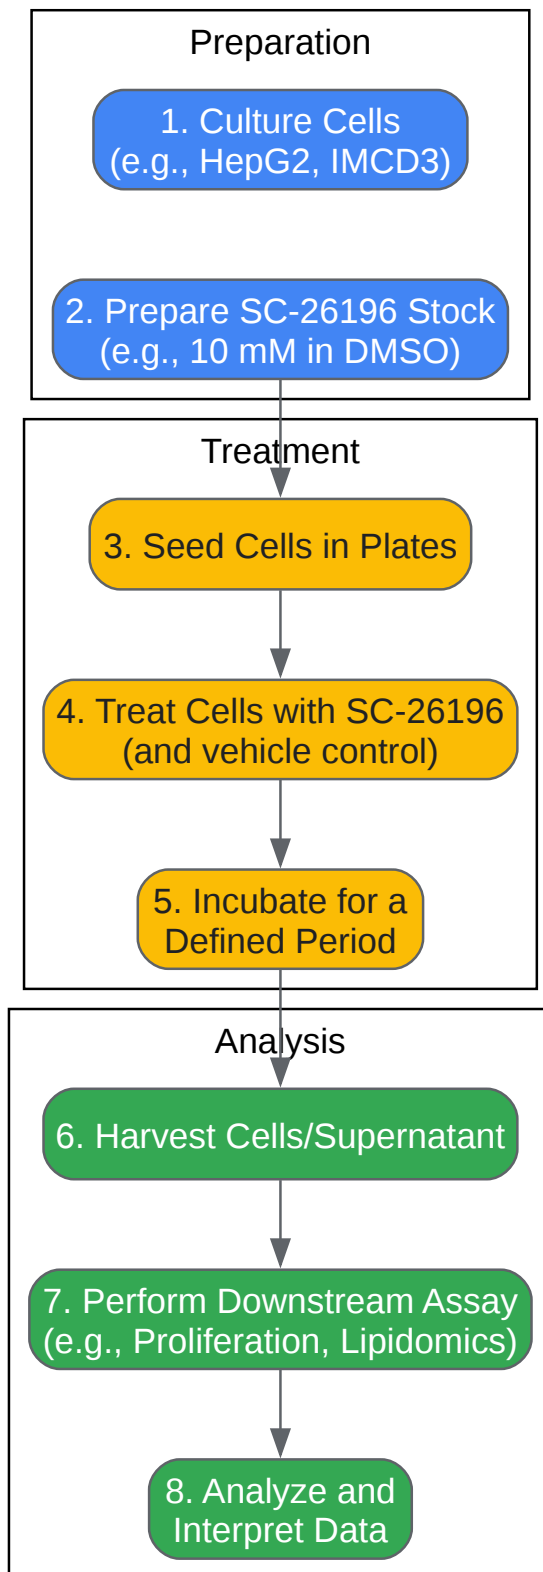 Preparation
1. Culture Cells
(e.g., HepG2, IMCD3)
2. Prepare SC-26196 Stock
(e.g., 10 mM in DMSO)
Treatment
3. Seed Cells in Plates
4. Treat Cells with SC-26196
(and vehicle control)
5. Incubate for a
Defined Period
Analysis
6. Harvest Cells/Supernatant
7. Perform Downstream Assay
(e.g., Proliferation, Lipidomics)
8. Analyze and
Interpret Data